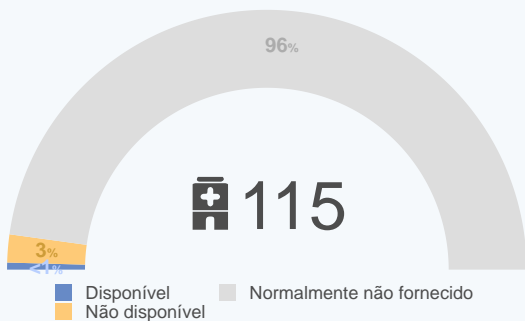 96%
115
3%
<1%
Disponível
Normalmente não fornecido
Não disponível